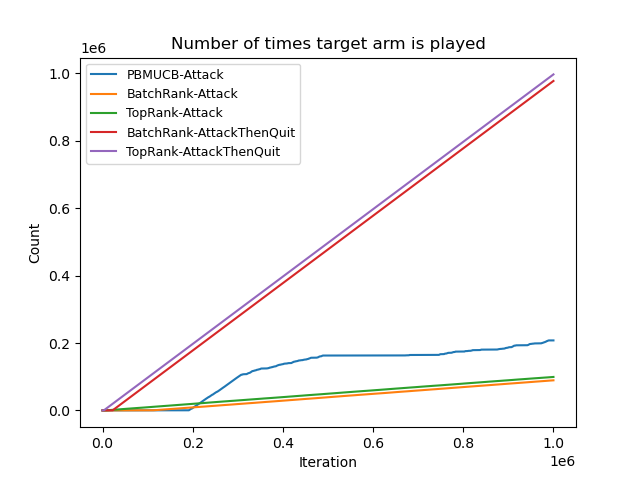 Number of times target arm is played
1e6
1.0
0.8
0.6
0.4
0.2
0.0
Count
PBMUCB-Attack
BatchRank-Attack
TopRank-Attack
BatchRank-AttackThenQuit
TopRank-AttackThenQuit
0.0 0.2 0.4 0.6 0.8 1.0
Iteration
1e6